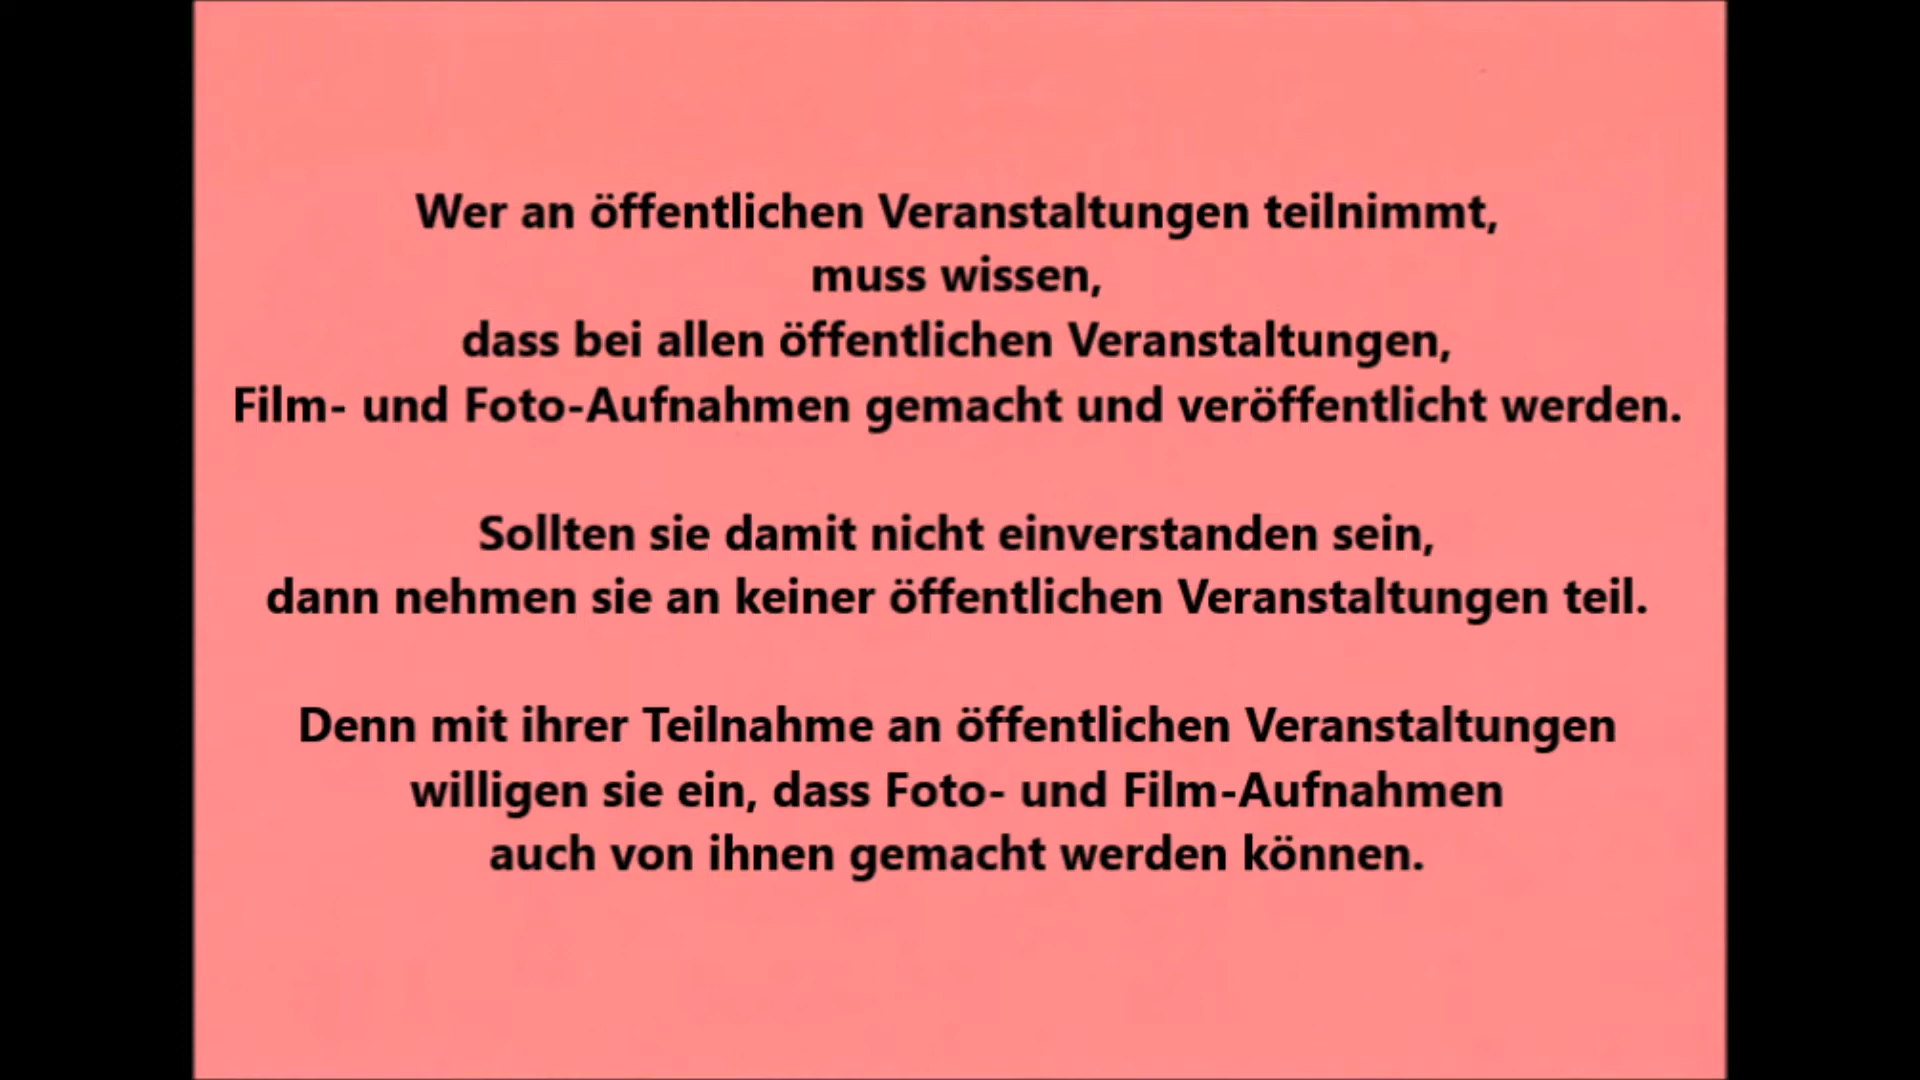 Wer an öffentlichen Veranstaltungen teilnimmt,
muss wissen,
dass bei allen öffentlichen Veranstaltungen,
Film- und Foto-Aufnahmen gemacht und veröffentlicht werden.
Sollten sie damit nicht einverstanden sein,
dann nehmen sie an keiner öffentlichen Veranstaltungen teil.
Denn mit ihrer Teilnahme an öffentlichen Veranstaltungen
willigen sie ein, dass Foto- und Film-Aufnahmen
auch von ihnen gemacht werden können.